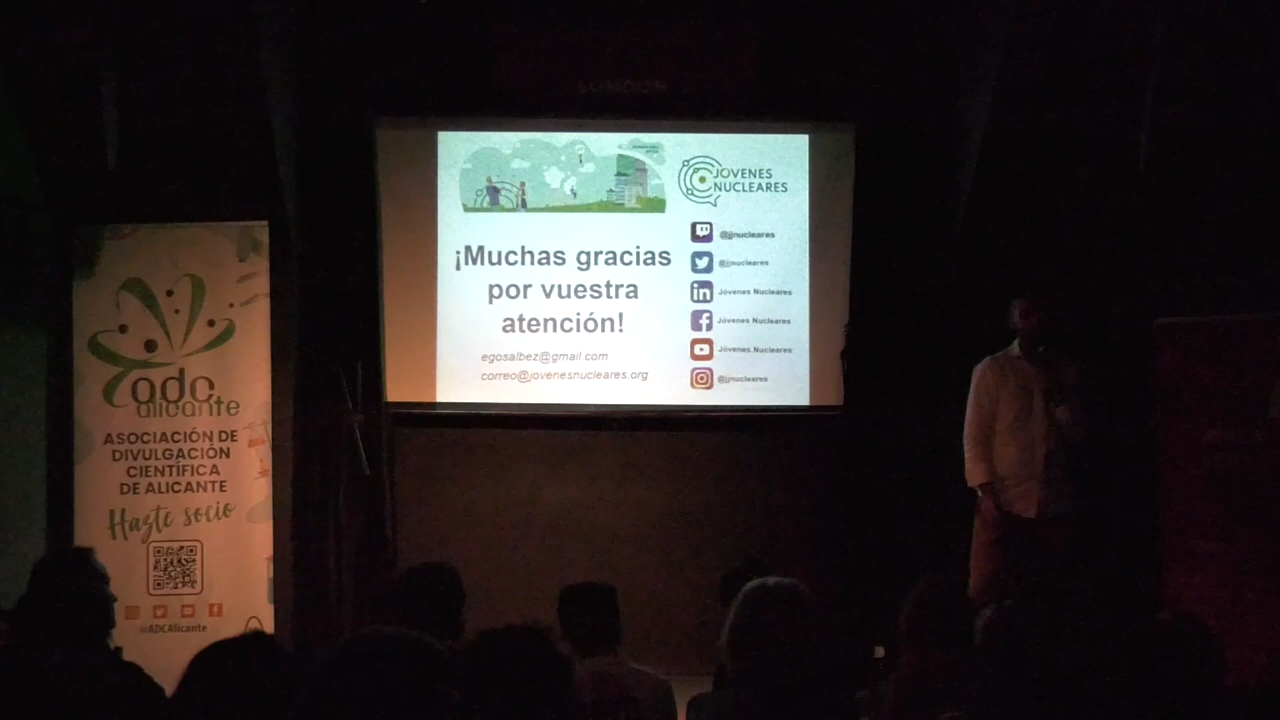 JÓVENES
NUCLEARES
¡Muchas gracias
por vuestra
atención!
egosalbez@gmail.com
correo@jovenesnucleares.org
@jjnucleares
@jjnucleares
Jóvenes Nucleares
Jóvenes Nucleares
Jóvenes Nucleares
@jjnucleares
adc
alicante
ASOCIACIÓN DE
DIVULGACIÓN
CIENTÍFICA
DE ALICANTE
Hazte socio
@ADCAlicante